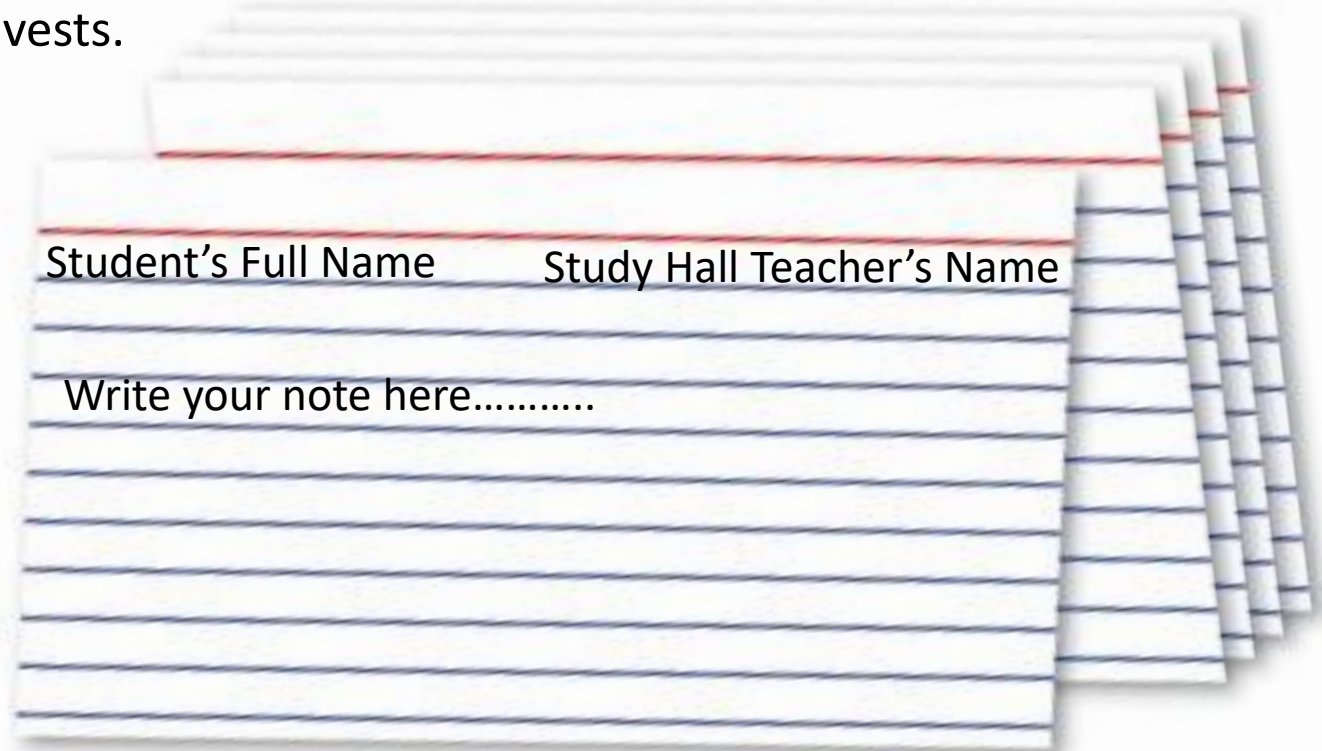 vests.
Student’s Full Name Study Hall Teacher’s Name
Write your note here………..